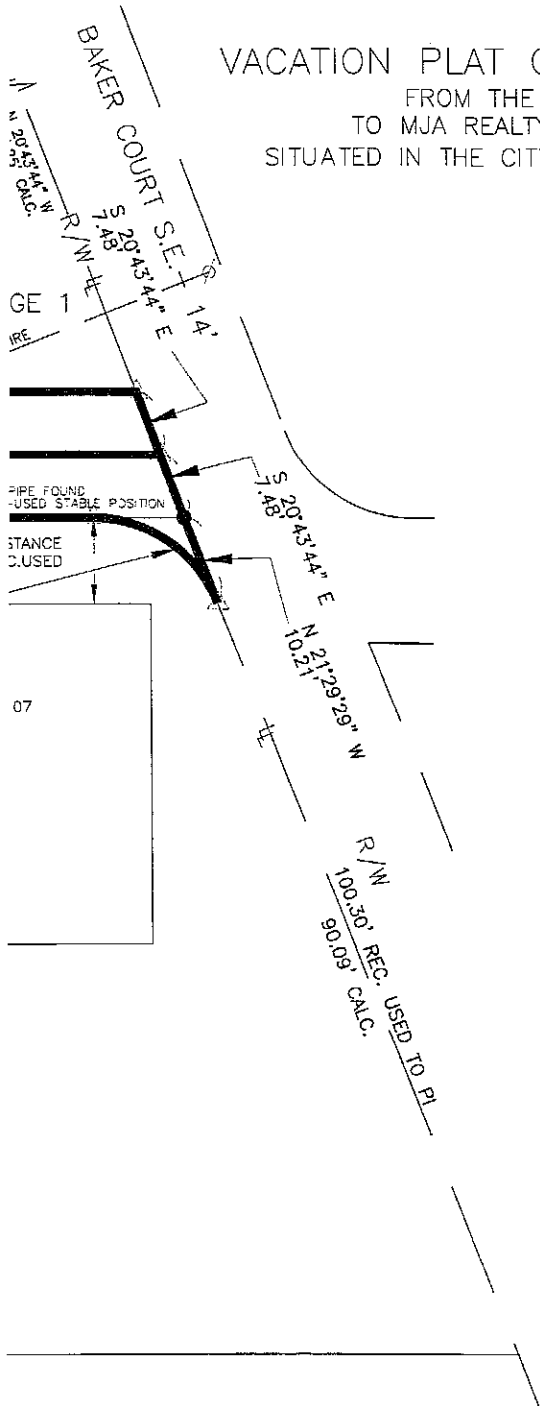 VACATION PLAT
FROM THE
TO MJA REALTY
SITUATED IN THE CIT
BAKER COURT S.E. - 14'
N 20°43'44" W
CALC.
R/W
S 20°43'44" E
7.48'
GE 1
IRE
PIPE FOUND
-USED STABLE POSITION
STANCE
C.USED
S 20°43'44" E
7.48'
N 21°29'29" W
10.21'
07
R/W
100.30' REC. USED TO PI
90.09' CALC.